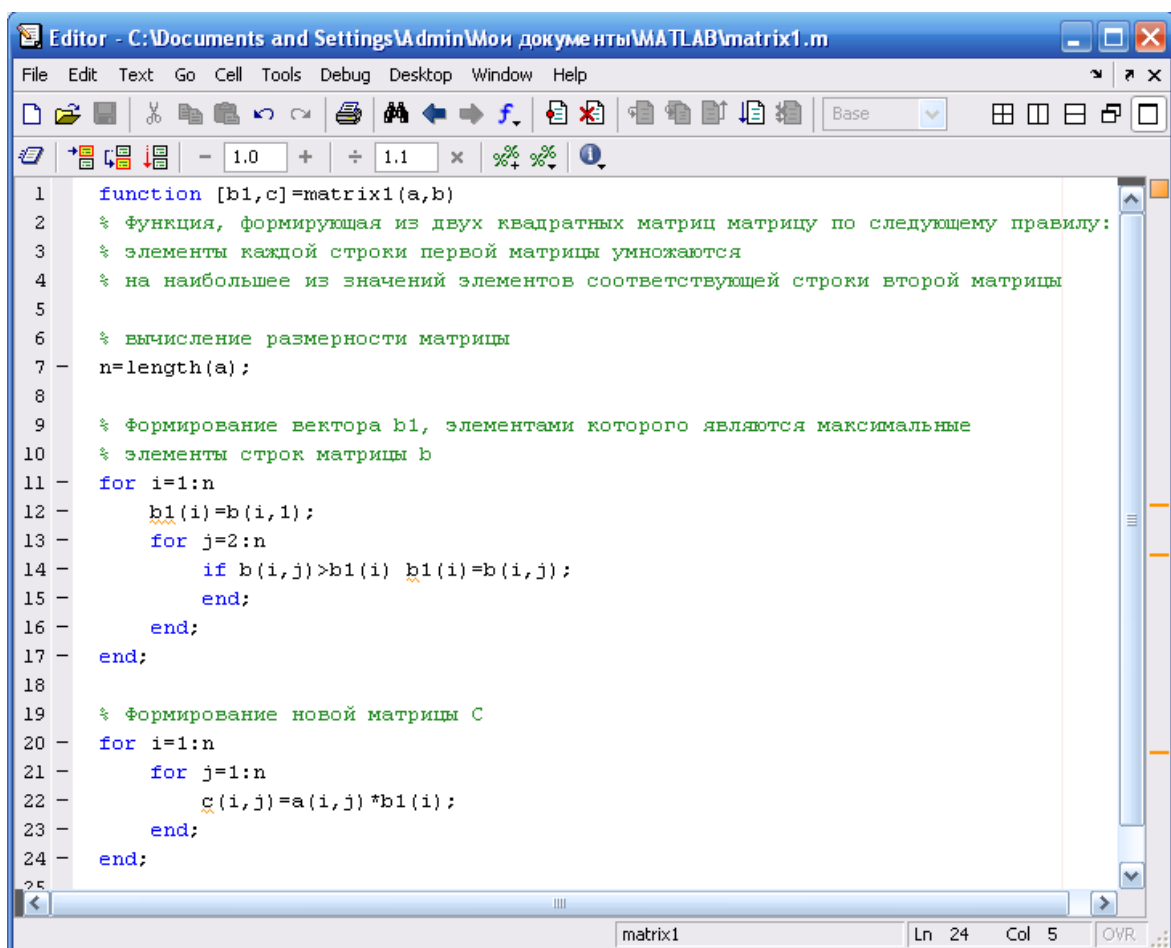 Editor - C:\Documents and Settings\Admin\Мои документы\MATLAB\matrix1.m
File Edit Text Go Cell Tools Debug Desktop Window Help
Base
1.0 1.1
1 function [b1,c]=matrix1(a,b)
2 % Функция, формирующая из двух квадратных матриц матрицу по следующему правилу:
3 % элементы каждой строки первой матрицы умножаются
4 % на наибольшее из значений элементов соответствующей строки второй матрицы
5
6 % вычисление размерности матрицы
7 - n=length(a);
8
9 % Формирование вектора b1, элементами которого являются максимальные
10 % элементы строк матрицы b
11 - for i=1:n
12 - b1(i)=b(i,1);
13 - for j=2:n
14 - if b(i,j)>b1(i) b1(i)=b(i,j);
15 - end;
16 - end;
17 - end;
18
19 % Формирование новой матрицы С
20 - for i=1:n
21 - for j=1:n
22 - c(i,j)=a(i,j)*b1(i);
23 - end;
24 - end;
25
matrix1 Ln 24 Col 5 OVR